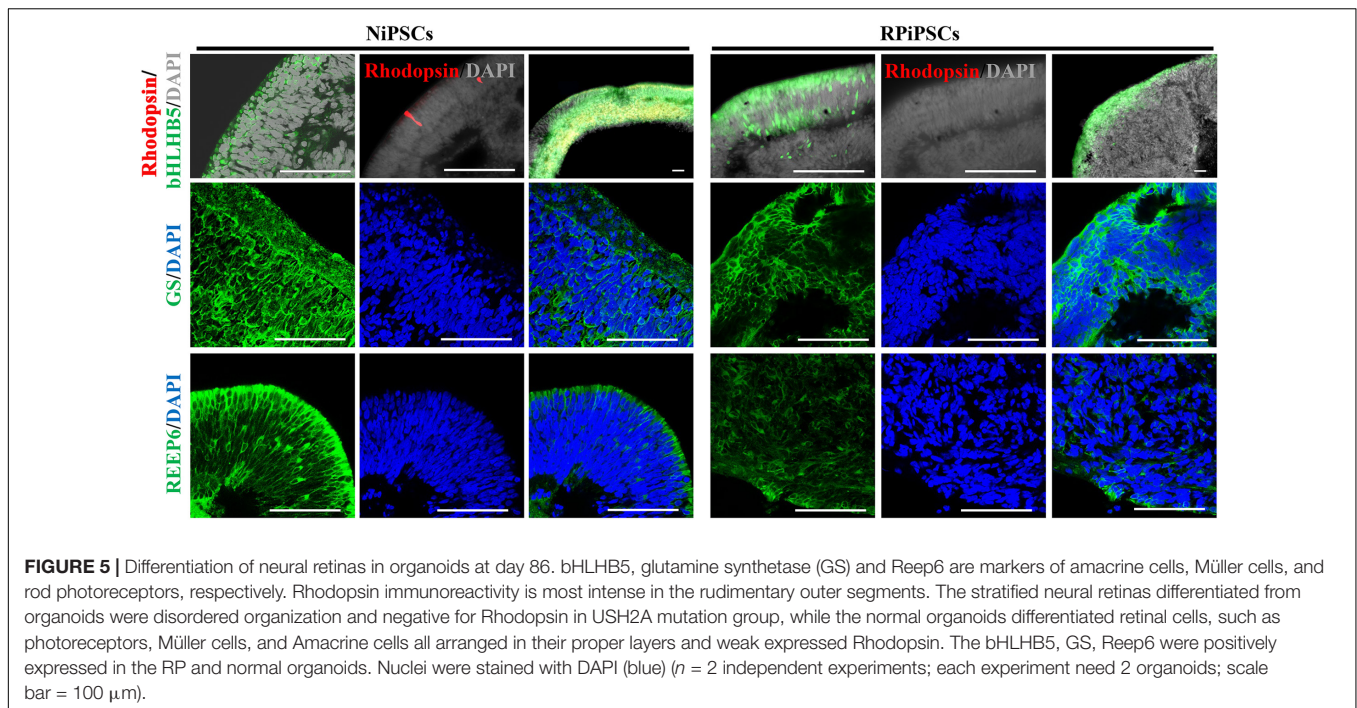 NiPSCs
RPiPSCs
Rhodopsin/
bHLHB5/DAPI
Rhodopsin/DAPI
Rhodopsin/DAPI
GS/DAPI
REEP6/DAPI
FIGURE 5 | Differentiation of neural retinas in organoids at day 86. bHLHB5, glutamine synthetase (GS) and Reep6 are markers of amacrine cells, Müller cells, and
rod photoreceptors, respectively. Rhodopsin immunoreactivity is most intense in the rudimentary outer segments. The stratified neural retinas differentiated from
organoids were disordered organization and negative for Rhodopsin in USH2A mutation group, while the normal organoids differentiated retinal cells, such as
photoreceptors, Müller cells, and Amacrine cells all arranged in their proper layers and weak expressed Rhodopsin. The bHLHB5, GS, Reep6 were positively
expressed in the RP and normal organoids. Nuclei were stained with DAPI (blue) (n = 2 independent experiments; each experiment need 2 organoids; scale
bar = 100 μm).